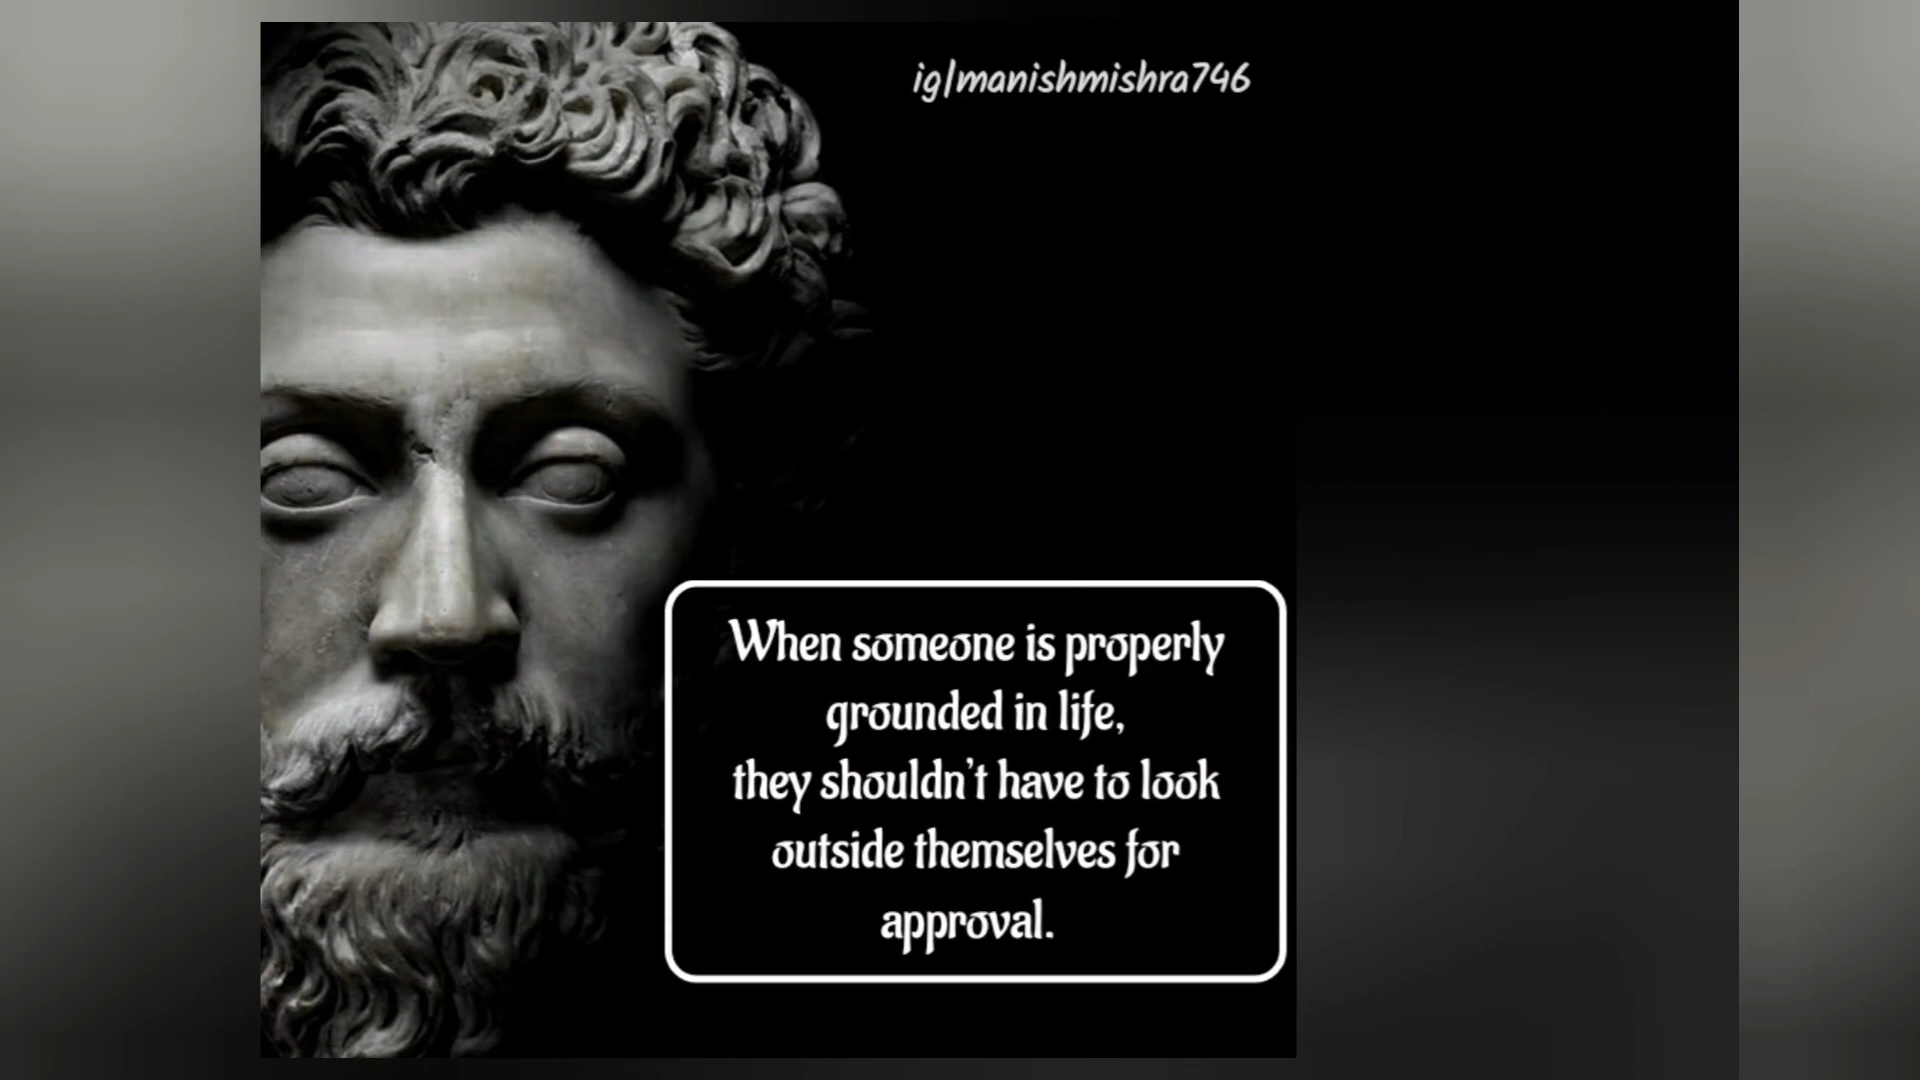 ig/manishmishra746
When someone is properly
grounded in life,
they shouldn't have to look
outside themselves for
approval.